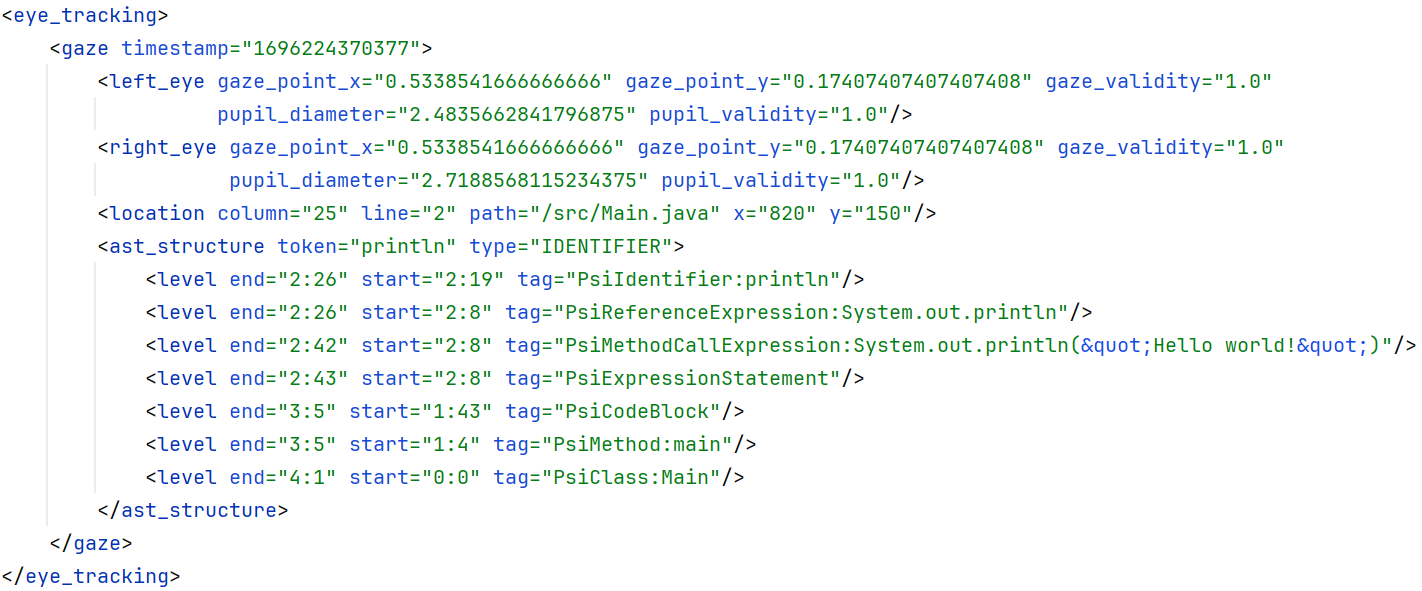 <eye_tracking>
<gaze timestamp="1696224370377">
<left_eye gaze_point_x="0.5338541666666666" gaze_point_y="0.17407407407407408" gaze_validity="1.0"
pupil_diameter="2.4835662841796875" pupil_validity="1.0"/>
<right_eye gaze_point_x="0.5338541666666666" gaze_point_y="0.17407407407407408" gaze_validity="1.0"
pupil_diameter="2.7188568115234375" pupil_validity="1.0"/>
<location column="25" line="2" path="/src/Main.java" x="820" y="150"/>
<ast_structure token="println" type="IDENTIFIER">
<level end="2:26" start="2:19" tag="PsiIdentifier:println"/>
<level end="2:26" start="2:8" tag="PsiReferenceExpression:System.out.println"/>
<level end="2:42" start="2:8" tag="PsiMethodCallExpression:System.out.println(&quot;Hello world!&quot;)"/>
<level end="2:43" start="2:8" tag="PsiExpressionStatement"/>
<level end="3:5" start="1:43" tag="PsiCodeBlock"/>
<level end="3:5" start="1:4" tag="PsiMethod:main"/>
<level end="4:1" start="0:0" tag="PsiClass:Main"/>
</ast_structure>
</gaze>
</eye_tracking>